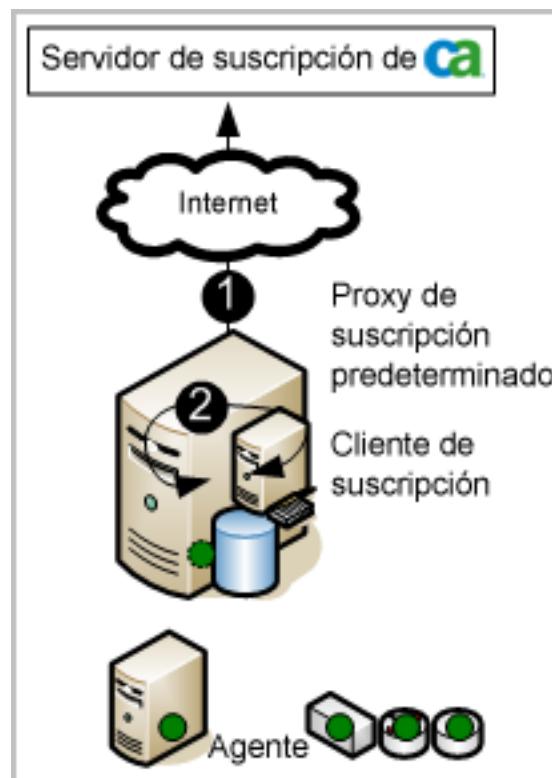 Servidor de suscripción de ca
Internet
1
Proxy de
suscripción
predeterminado
2
Cliente de
suscripción
Agente